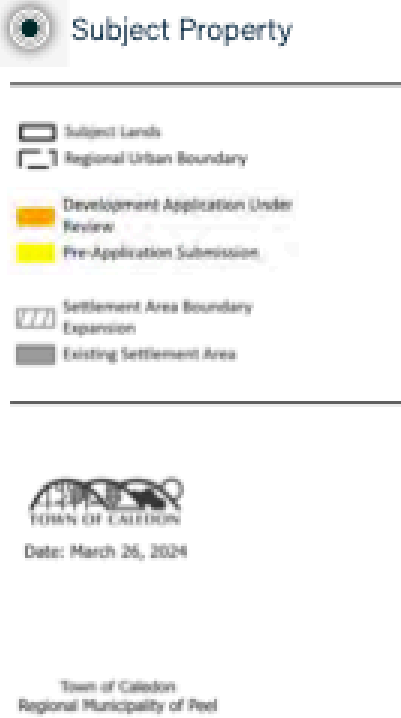 Subject Property
Subject Lands
Regional Urban Boundary
Development Application Under
Review
Pre-Application Submission
Settlement Area Boundary
Expansion
Existing Settlement Area
TOWN OF CALEDON
Date: March 26, 2024
Town of Caledon
Regional Municipality of Peel